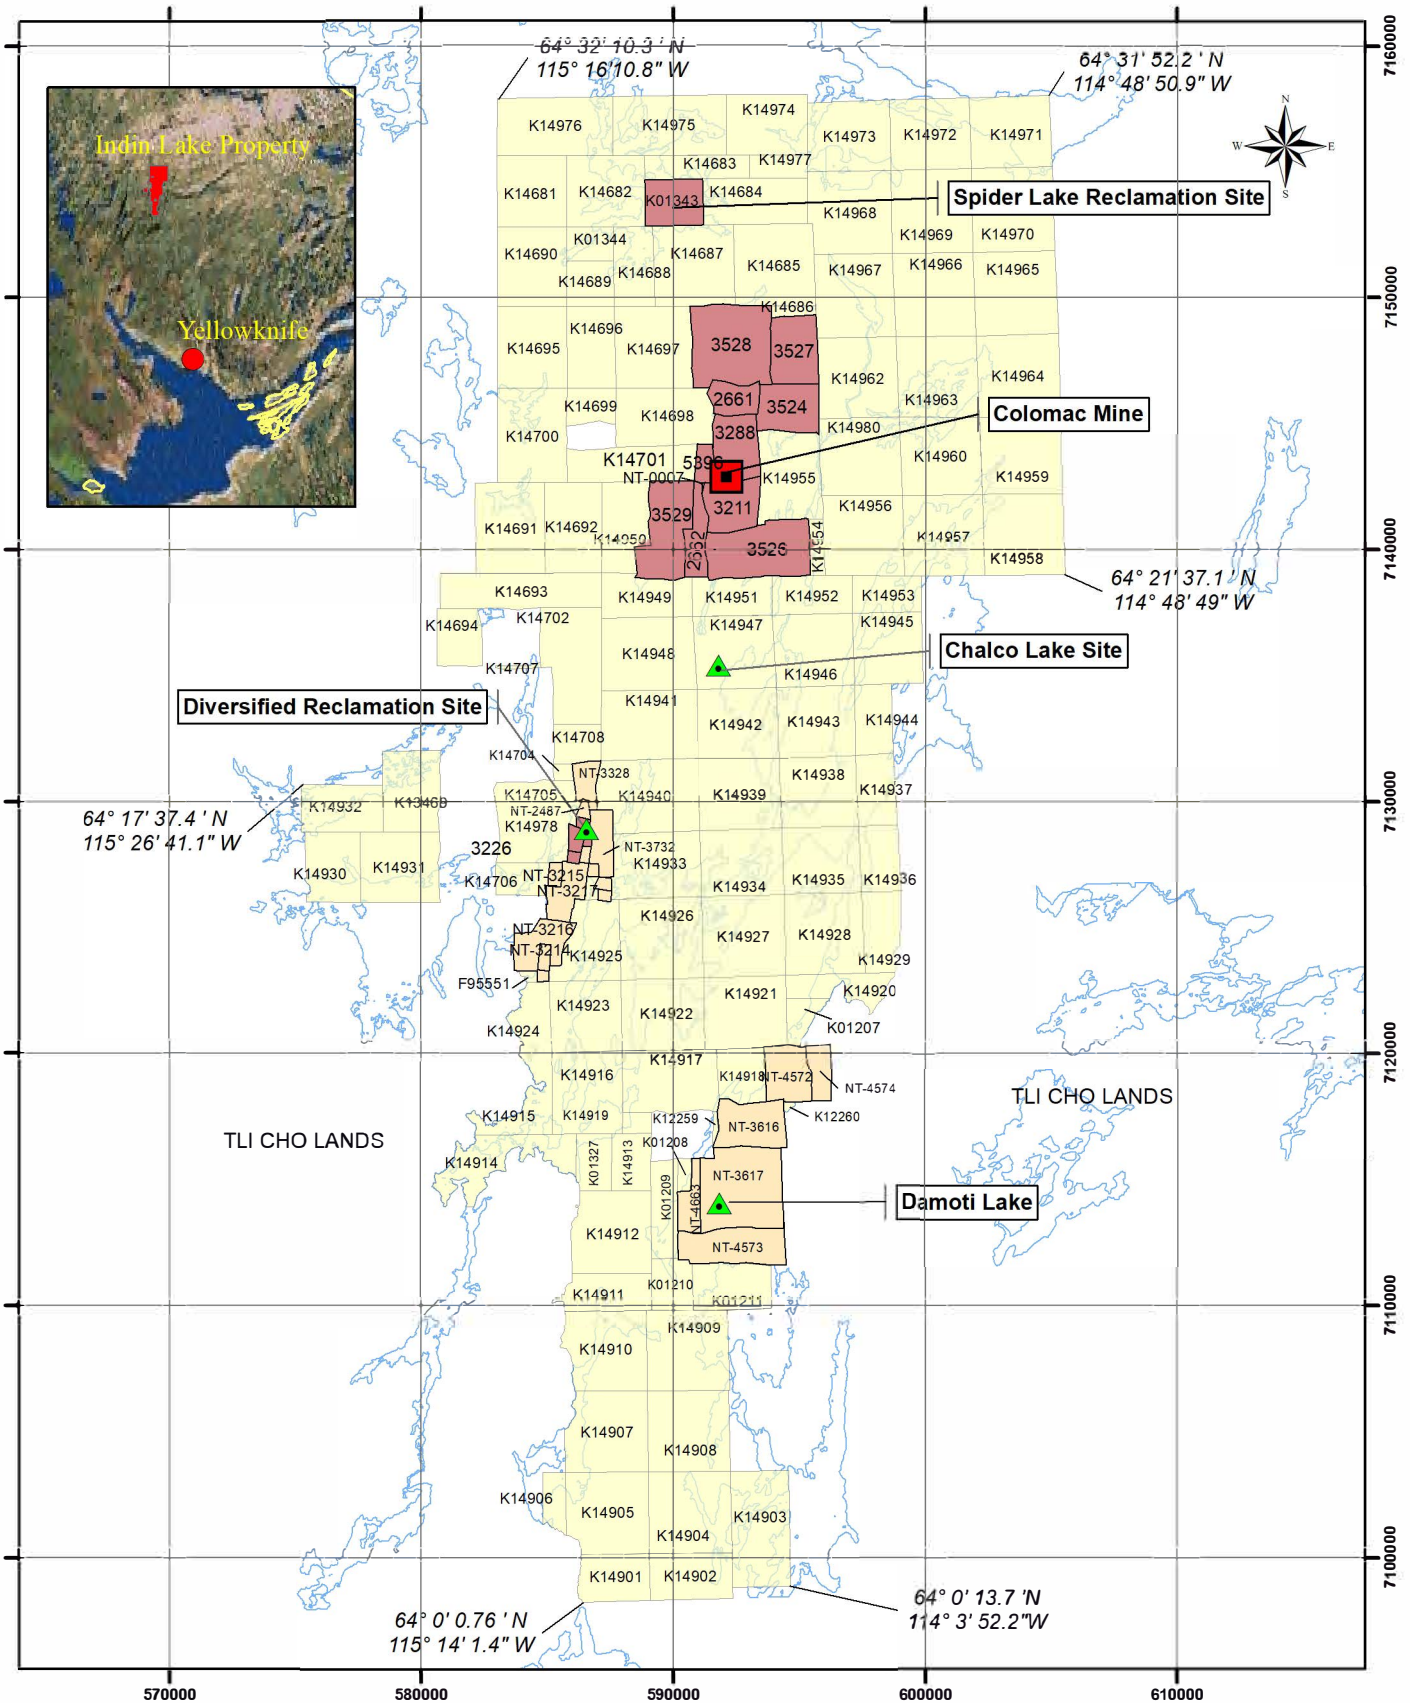 64° 32' 10.3' N
115° 16'10.8" W
64° 31' 52.2 ' N
114° 48' 50.9" W
7160000
N
W E
S
Indin Lake Property
Yellowknife
K14976
K14975
K14974
K14973
K14972
K14971
K14683
K14977
K14681
K14682
K01343
K14684
Spider Lake Reclamation Site
K14968
K14969
K14970
K14690
K01344
K14687
K14689
K14688
K14685
K14967
K14966
K14965
7150000
K14686
K14695
K14696
K14697
3528
3527
K14962
K14964
K14699
K14698
2661
3524
K14963
Colomac Mine
K14700
3288
K14980
K14701
5396
K14960
NT-0007
K14955
K14959
3529
3211
K14956
K14691
K14692
K14950
2662
3526
K14954
K14957
K14958
7140000
64° 21' 37.1 ' N
114° 48' 49" W
K14693
K14949
K14951
K14952
K14953
K14694
K14702
K14947
K14945
K14707
K14948
K14946
Chalco Lake Site
Diversified Reclamation Site
K14941
K14942
K14943
K14944
K14708
K14704
NT-3328
K14938
K14937
K14705
K14940
K14939
7130000
K14932
K13460
NT-2487
K14978
64° 17' 37.4 ' N
115° 26' 41.1" W
3226
NT-3732
K14933
K14930
K14931
K14706
NT-3215
NT-3217
K14934
K14935
K14936
K14926
NT-3216
NT-3214
K14925
K14927
K14928
K14929
F95551
K14923
K14921
K14920
K14924
K14922
K01207
7120000
K14917
K14916
K14918
NT-4572
NT-4574
TLI CHO LANDS
K14915
K14919
K12259
NT-3616
K12260
TLI CHO LANDS
K01208
K14914
K01327
K14913
K01209
NT-4663
NT-3617
Damoti Lake
K14912
NT-4573
K01210
K14911
K01211
7110000
K14909
K14910
K14907
K14908
K14906
K14905
K14903
K14904
7100000
K14901
K14902
64° 0' 13.7 'N
114° 3' 52.2"W
64° 0' 0.76 ' N
115° 14' 1.4" W
570000
580000
590000
600000
610000